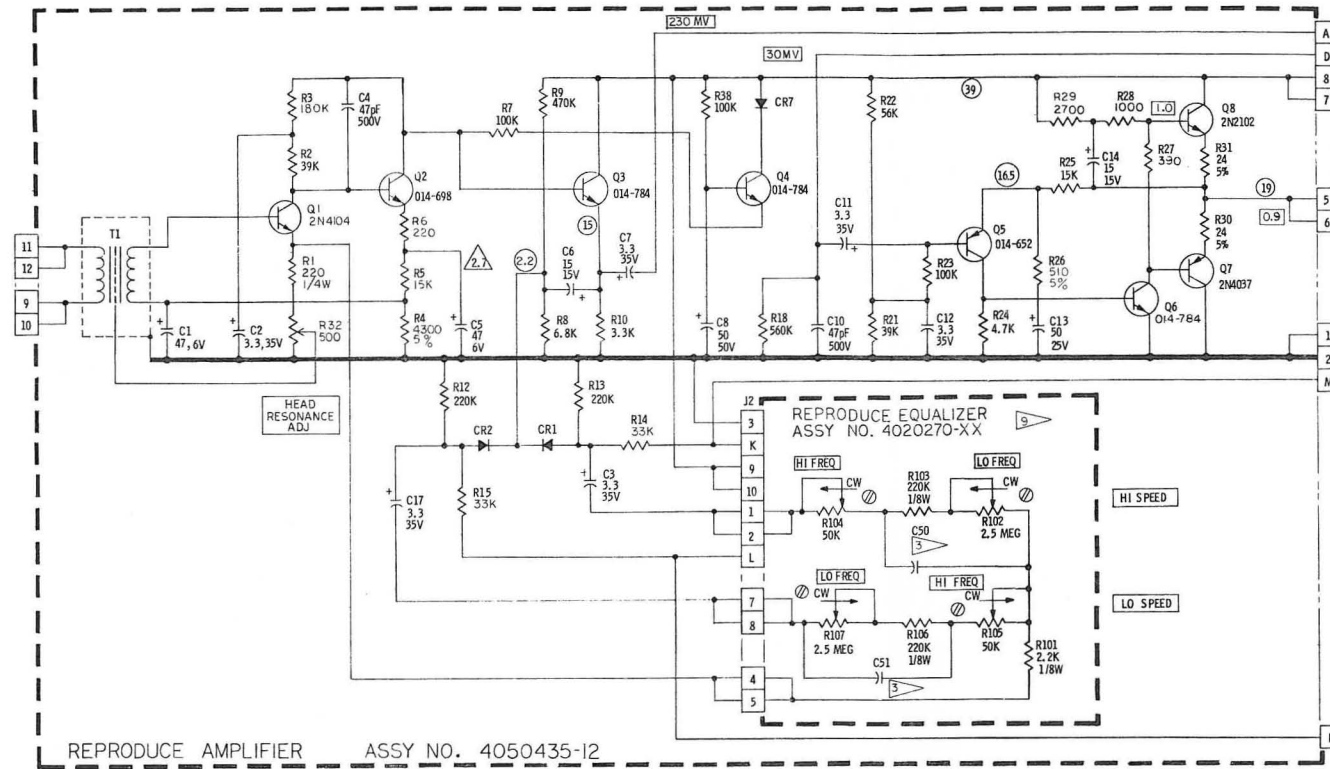 230 MV
A
30MV
D
8
7
R3
180K
C4
47pF
500V
R9
470K
R38
100K
CR7
R22
56K
39
R29
2700
R28
1000
1.0
Q8
2N2102
R7
100K
R2
39K
R27
390
C14
15
15V
R31
24
5%
Q2
014-698
Q3
014-784
Q4
014-784
16.5
R25
15K
19
5
6
0.9
Q1
2N4104
C11
3.3
35V
Q5
014-652
R6
220
15
C7
3.3
35V
R30
24
5%
T1
11
12
9
10
R1
220
1/4W
2.7
2.2
C6
15
15V
R23
100K
R26
510
5%
Q7
2N4037
Q6
014-784
R5
15K
C1
47,6V
C2
3.3,35V
R32
500
R4
4300
5%
C5
47
6V
R8
6.8K
R10
3.3K
C8
50
50V
R18
560K
C10
47pF
500V
R21
39K
C12
3.3
35V
R24
4.7K
C13
50
25V
1
2
M
HEAD
RESONANCE
ADJ
R12
220K
R13
220K
R14
33K
CR2
CR1
J2
3
K
9
10
1
2
L
7
8
4
5
REPRODUCE EQUALIZER
ASSY NO. 4020270-XX
9
C17
3.3
35V
R15
33K
C3
3.3
35V
HI FREQ
CW
R103
220K
1/8W
LO FREQ
CW
R104
50K
R102
2.5 MEG
C50
3
HI SPEED
LO FREQ
CW
HI FREQ
CW
R107
2.5 MEG
R106
220K
1/8W
R105
50K
LO SPEED
R101
2.2K
1/8W
C51
3
REPRODUCE AMPLIFIER ASSY NO. 4050435-12